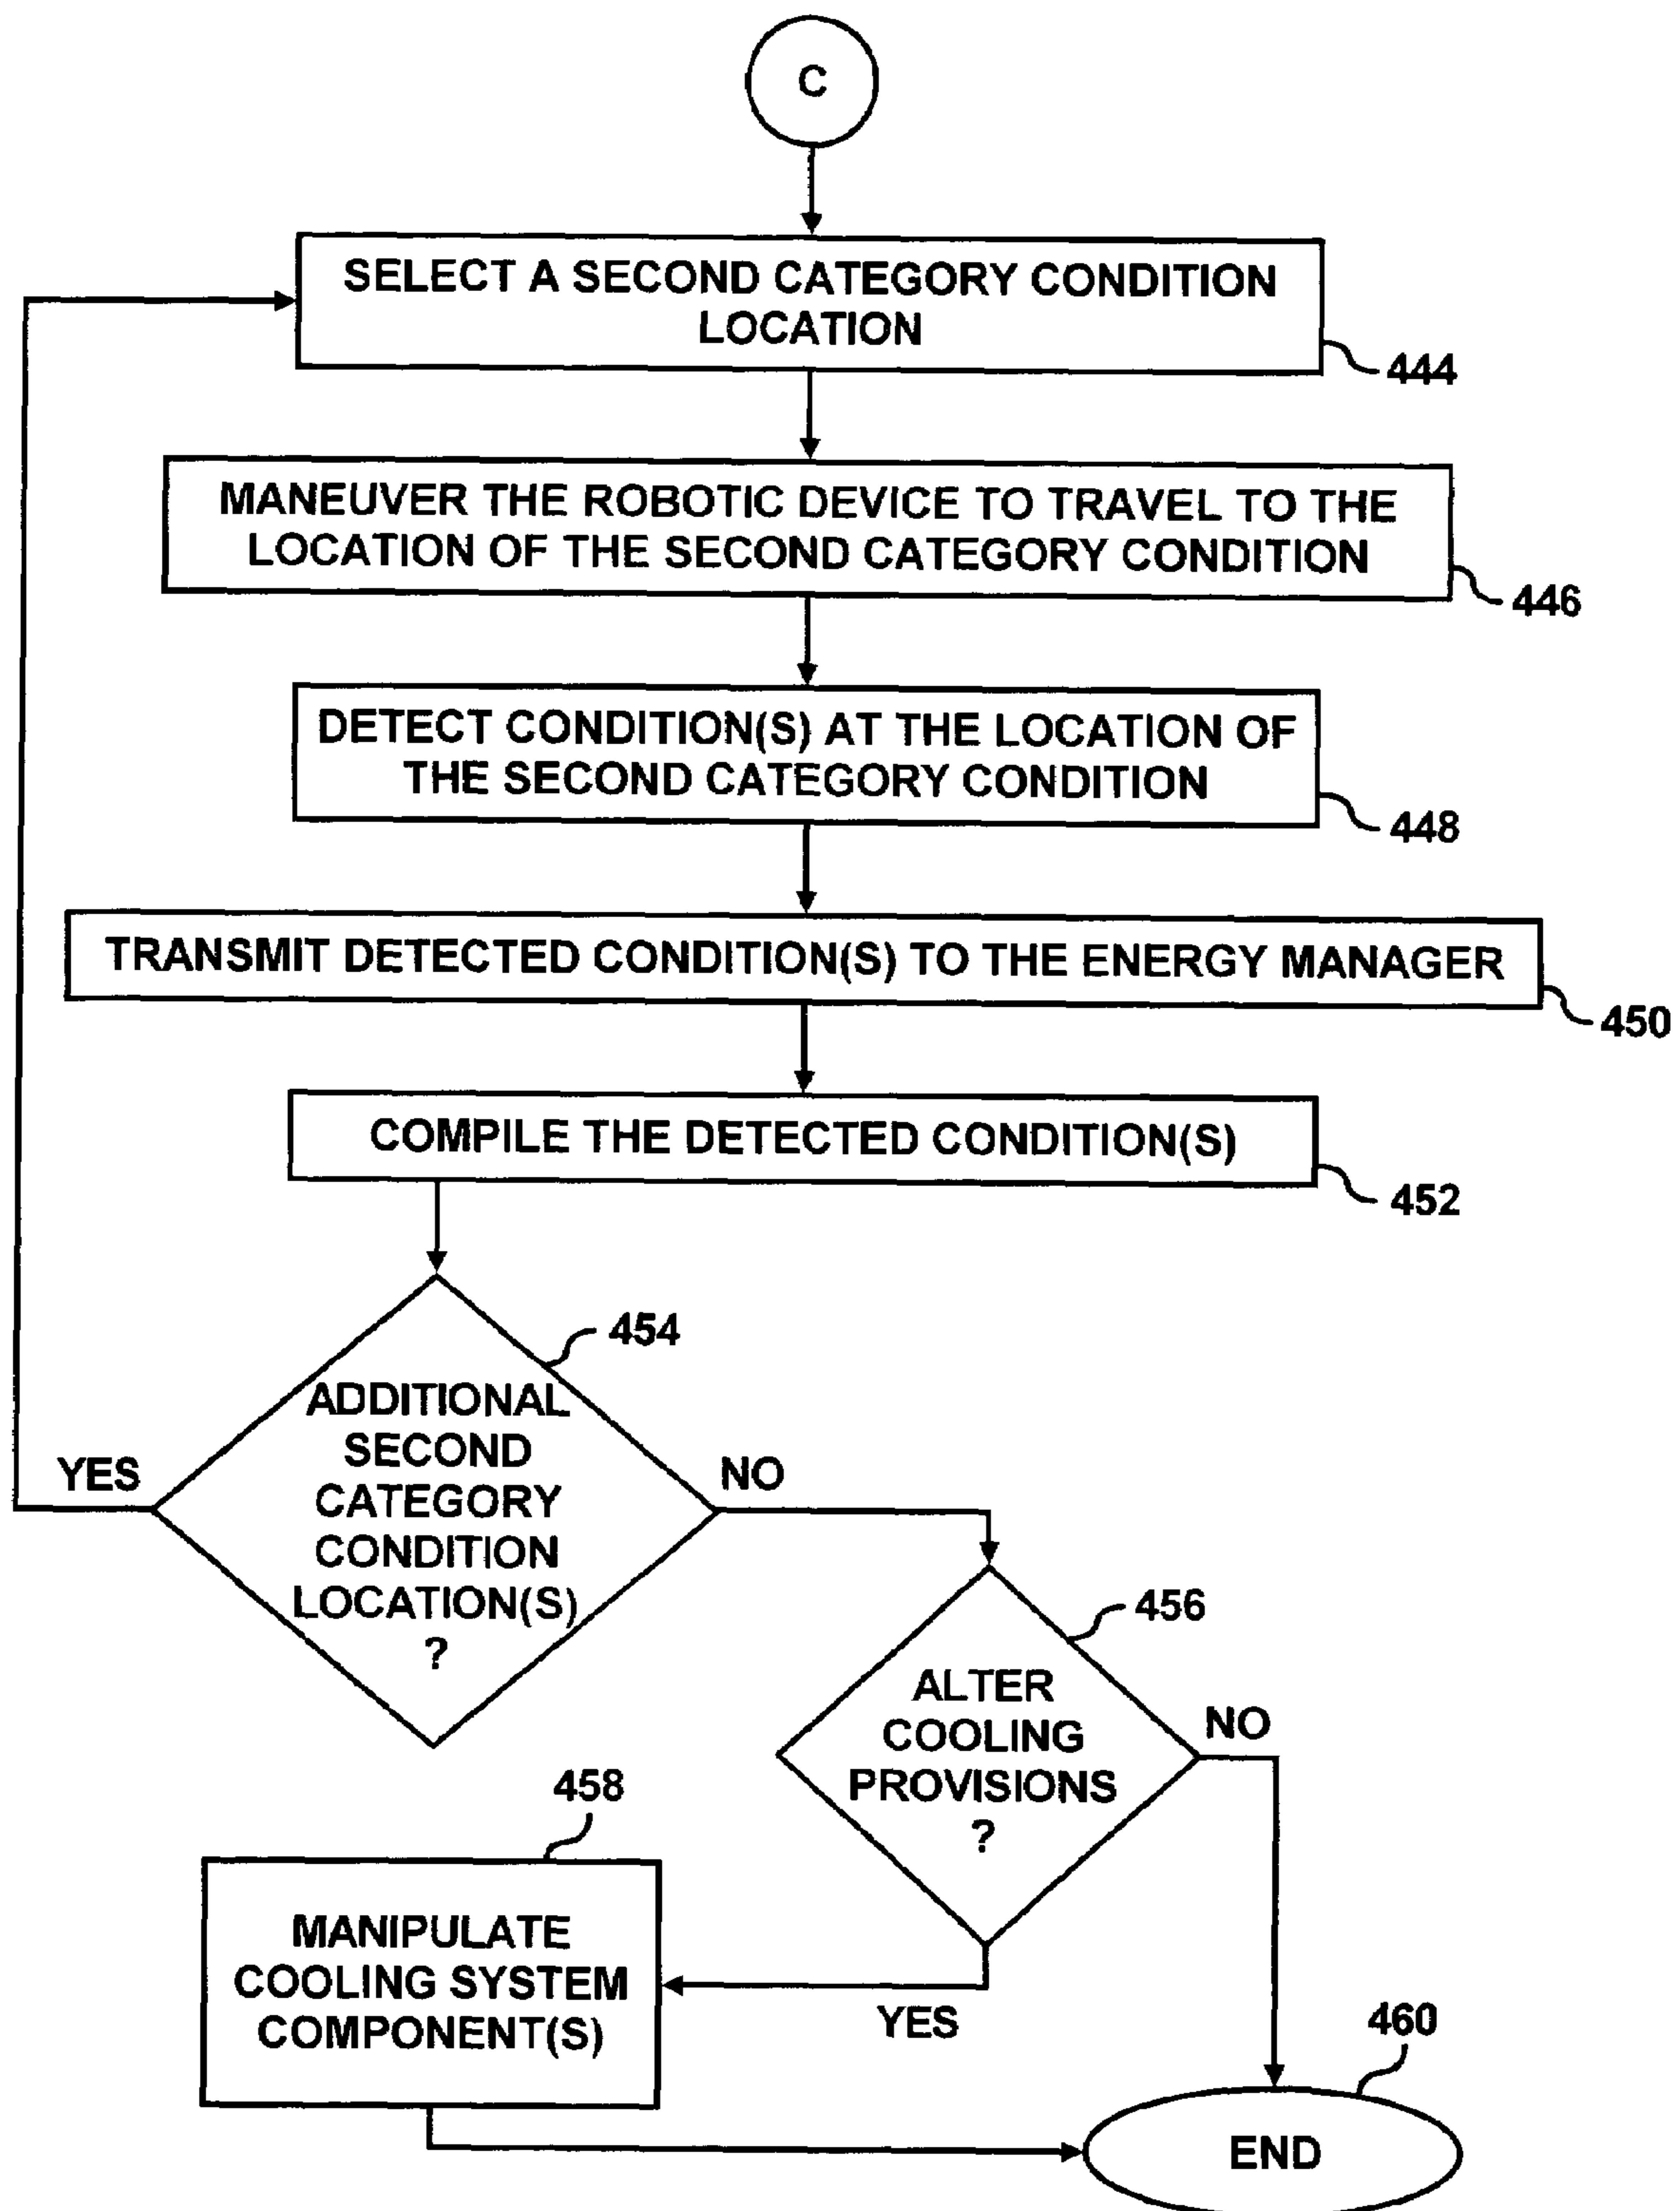 C
SELECT A SECOND CATEGORY CONDITION
LOCATION
444
MANEUVER THE ROBOTIC DEVICE TO TRAVEL TO THE
LOCATION OF THE SECOND CATEGORY CONDITION
446
DETECT CONDITION(S) AT THE LOCATION OF
THE SECOND CATEGORY CONDITION
448
TRANSMIT DETECTED CONDITION(S) TO THE ENERGY MANAGER
450
COMPILE THE DETECTED CONDITION(S)
452
454
ADDITIONAL
SECOND
CATEGORY
CONDITION
LOCATION(S)
?
YES
NO
456
ALTER
COOLING
PROVISIONS
?
NO
YES
458
MANIPULATE
COOLING SYSTEM
COMPONENT(S)
460
END